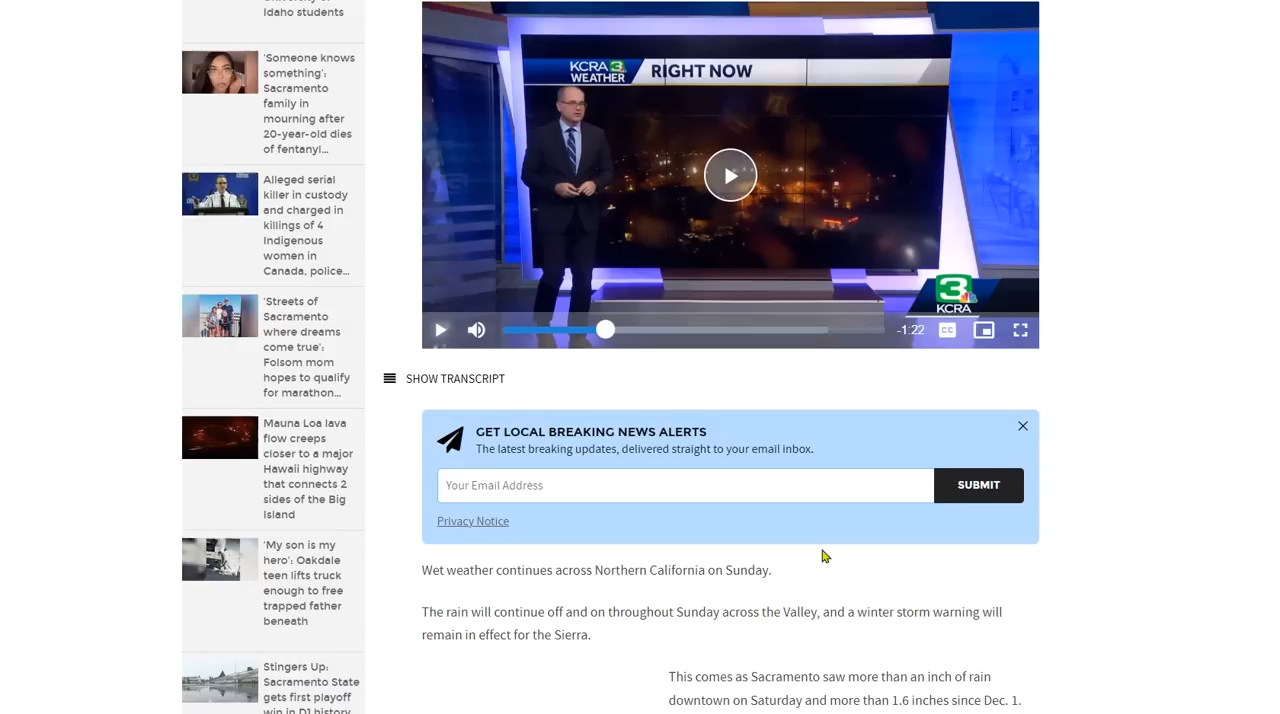 University of
Idaho students
'Someone knows
something':
Sacramento
family in
mourning after
20-year-old dies
of fentanyl...
Alleged serial
killer in custody
and charged in
killings of 4
Indigenous
women in
Canada, police...
'Streets of
Sacramento
where dreams
come true':
Folsom mom
hopes to qualify
for marathon...
Mauna Loa lava
flow creeps
closer to a major
Hawaii highway
that connects 2
sides of the Big
Island
'My son is my
hero': Oakdale
teen lifts truck
enough to free
trapped father
beneath
Stingers Up:
Sacramento State
gets first playoff
win in D1 history
KCRA 3
WEATHER
RIGHT NOW
3
KCRA
-1:22
CC
SHOW TRANSCRIPT
GET LOCAL BREAKING NEWS ALERTS
The latest breaking updates, delivered straight to your email inbox.
Your Email Address
SUBMIT
Privacy Notice
Wet weather continues across Northern California on Sunday.
The rain will continue off and on throughout Sunday across the Valley, and a winter storm warning will
remain in effect for the Sierra.
This comes as Sacramento saw more than an inch of rain
downtown on Saturday and more than 1.6 inches since Dec. 1.